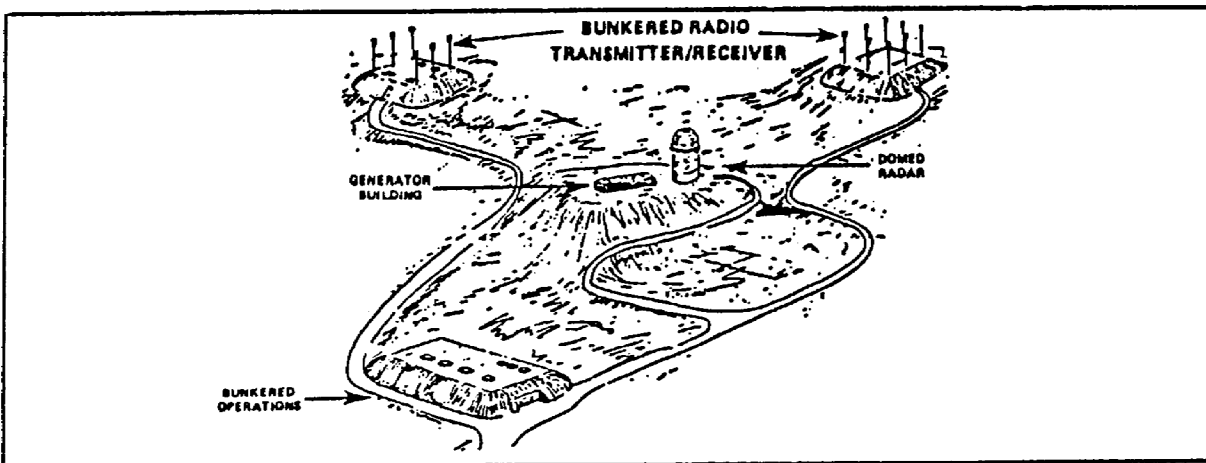 BUNKERED RADIO
TRANSMITTER/RECEIVER
DOMED
RADAR
GENERATOR
BUILDING
BUNKERED
OPERATIONS